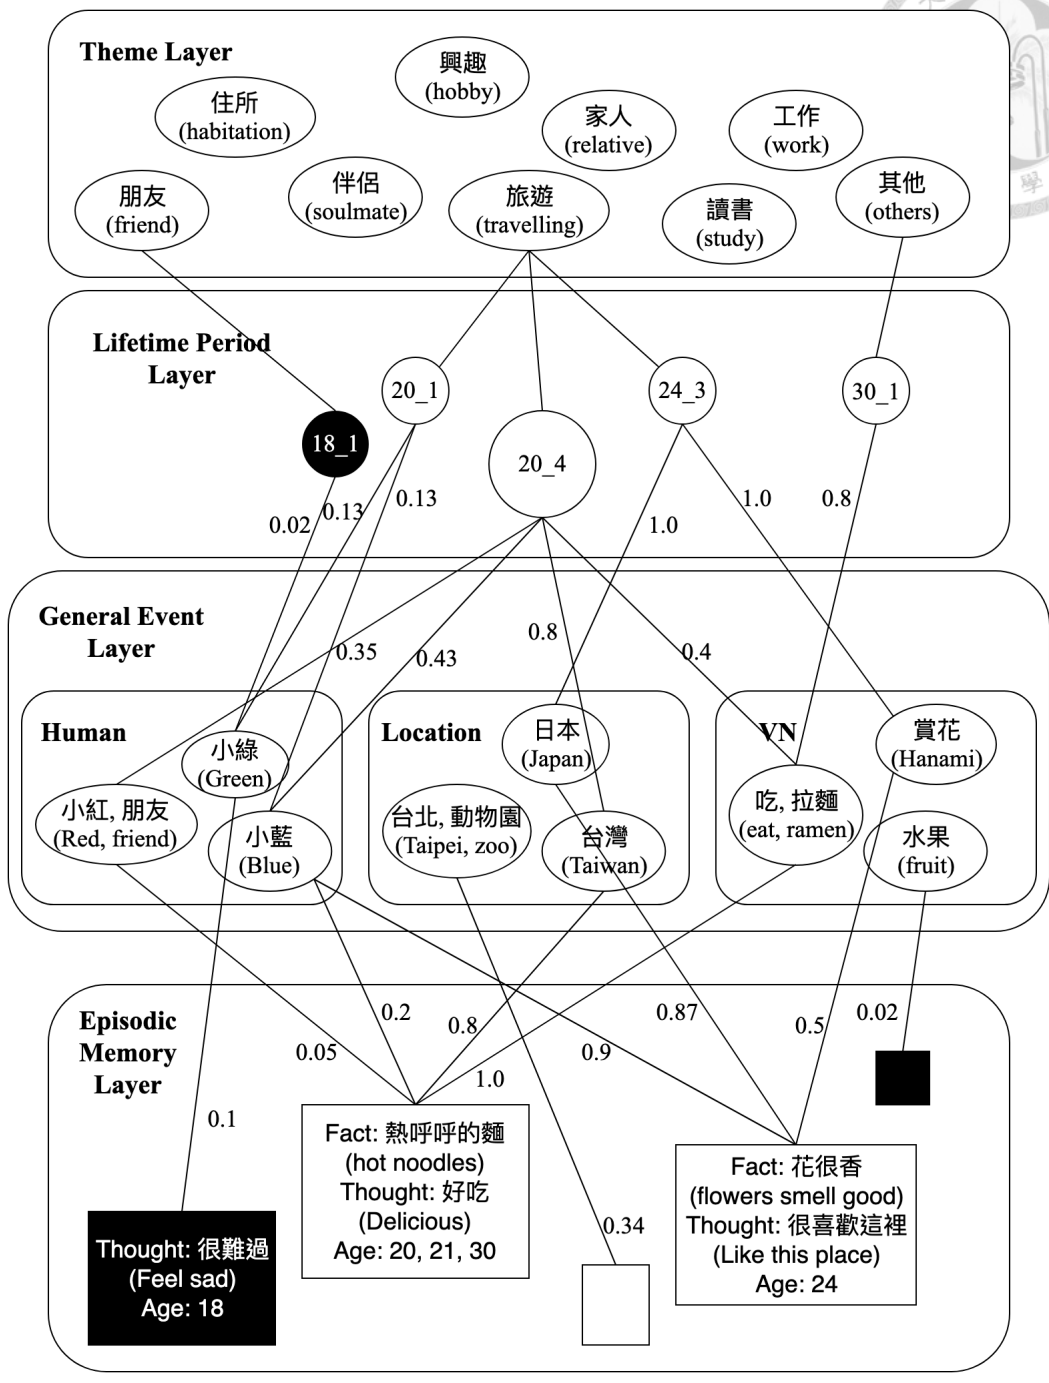 Theme Layer
興趣
(hobby)
住所
(habitation)
家人
(relative)
工作
(work)
朋友
(friend)
伴侶
(soulmate)
旅遊
(travelling)
讀書
(study)
其他
(others)
學
Lifetime Period
Layer
20_1
24_3
30_1
18_1
20_4
0.02
0.13
0.13
1.0
1.0
0.8
General Event
Layer
0.35
0.43
0.8
0.4
Human
小綠
(Green)
小紅, 朋友
(Red, friend)
小藍
(Blue)
Location
日本
(Japan)
台北, 動物園
(Taipei, zoo)
台灣
(Taiwan)
VN
賞花
(Hanami)
吃, 拉麵
(eat, ramen)
水果
(fruit)
Episodic
Memory
Layer
0.1
0.05
0.2
0.8
1.0
0.9
0.87
0.5
0.02
0.34
Thought: 很難過
(Feel sad)
Age: 18
Fact: 熱呼呼的麵
(hot noodles)
Thought: 好吃
(Delicious)
Age: 20, 21, 30
Fact: 花很香
(flowers smell good)
Thought: 很喜歡這裡
(Like this place)
Age: 24